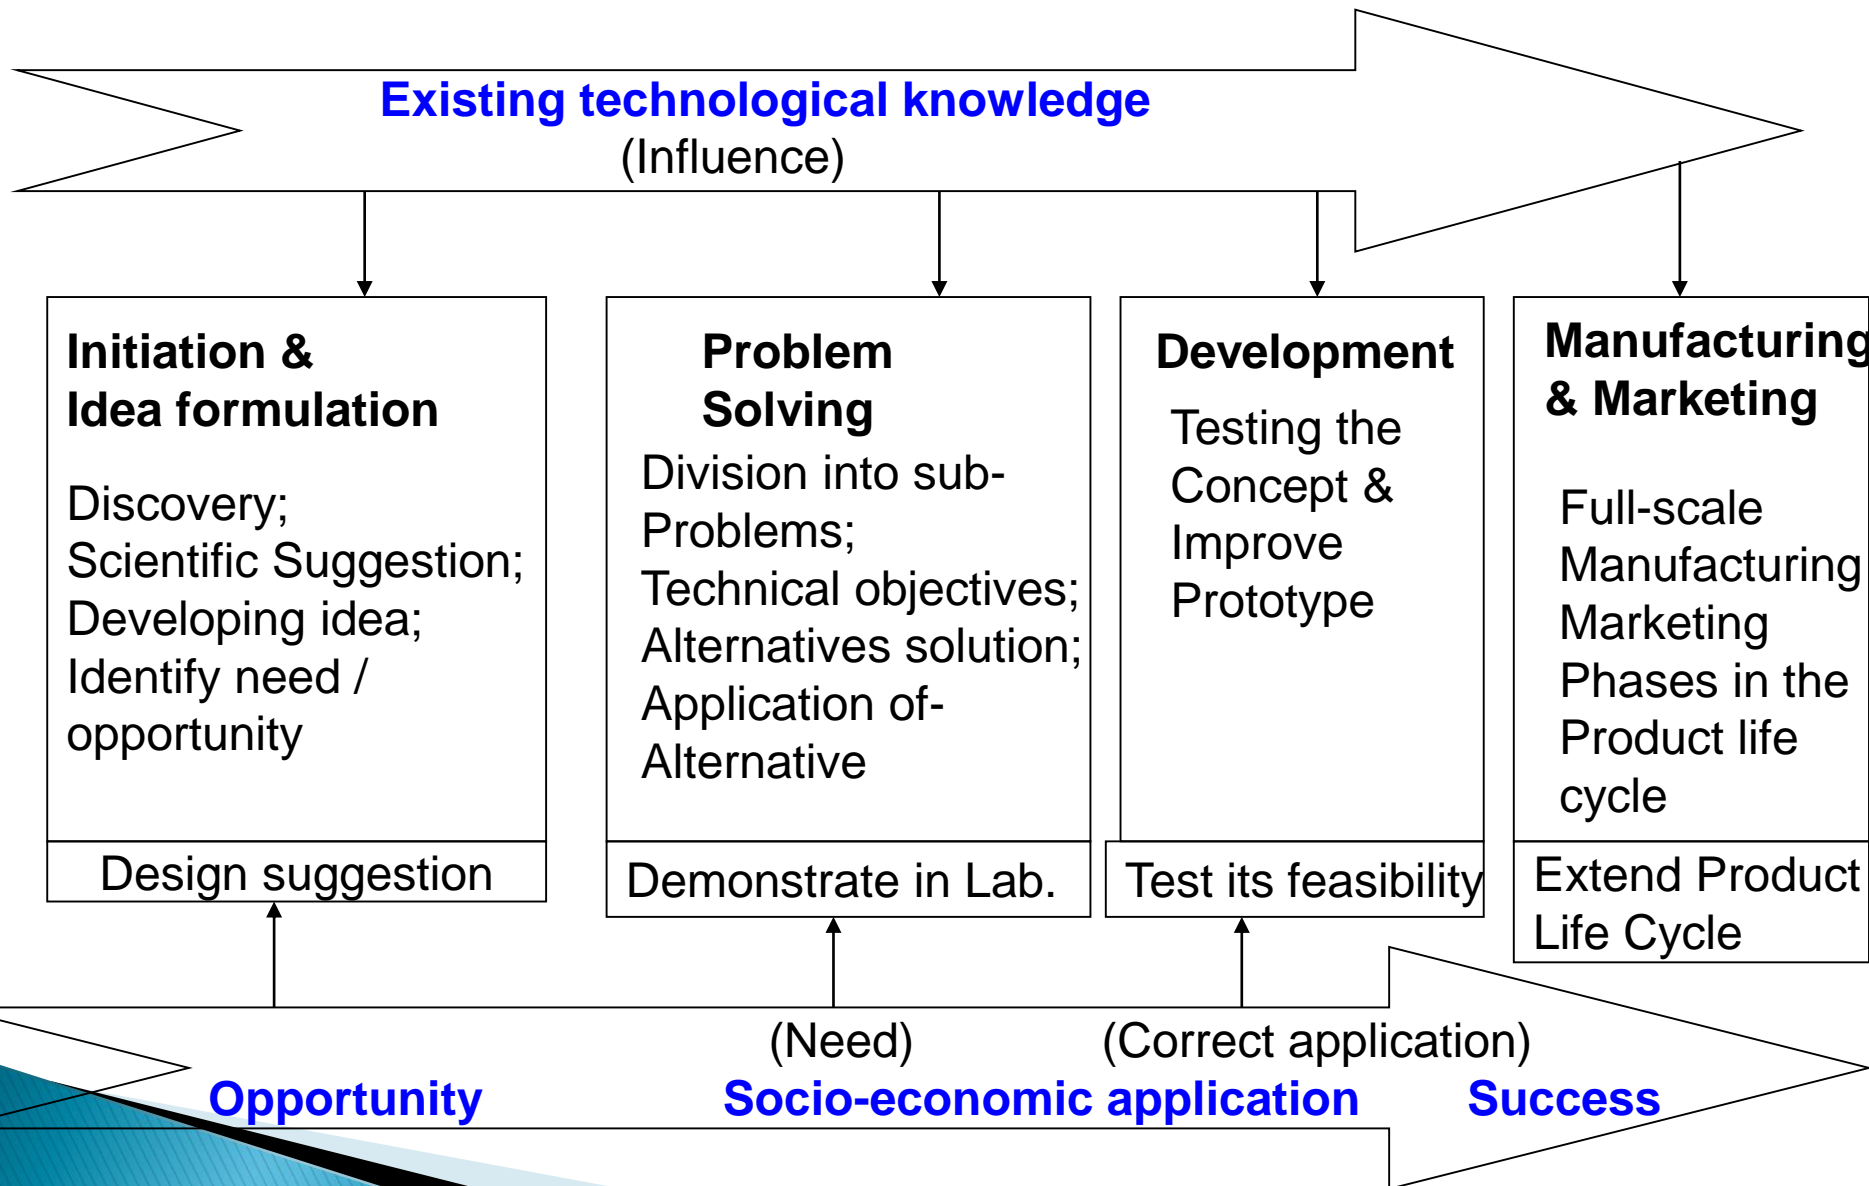 Existing technological knowledge
(Influence)
Initiation &
Idea formulation
Discovery;
Scientific Suggestion;
Developing idea;
Identify need /
opportunity
Design suggestion
Problem
Solving
Division into sub-
Problems;
Technical objectives;
Alternatives solution;
Application of-
Alternative
Demonstrate in Lab.
Development
Testing the
Concept &
Improve
Prototype
Test its feasibility
Manufacturing
& Marketing
Full-scale
Manufacturing
Marketing
Phases in the
Product life
cycle
Extend Product
Life Cycle
(Need) (Correct application)
Opportunity Socio-economic application Success